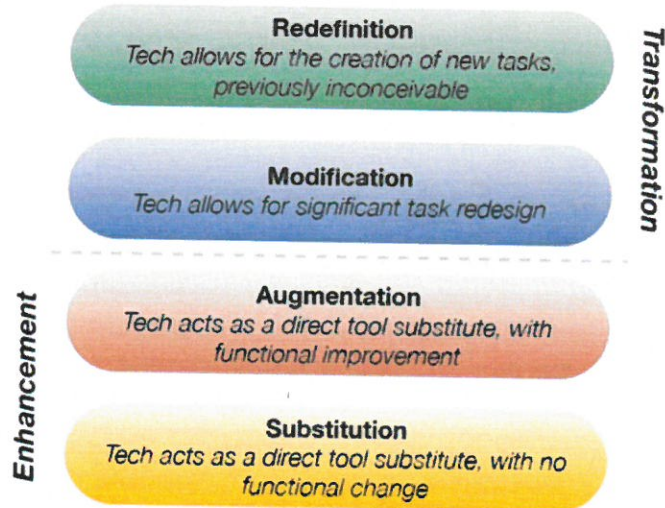 Redefinition
Tech allows for the creation of new tasks,
previously inconceivable
Modification
Tech allows for significant task redesign
Transformation
Augmentation
Tech acts as a direct tool substitute, with
functional improvement
Substitution
Tech acts as a direct tool substitute, with no
functional change
Enhancement